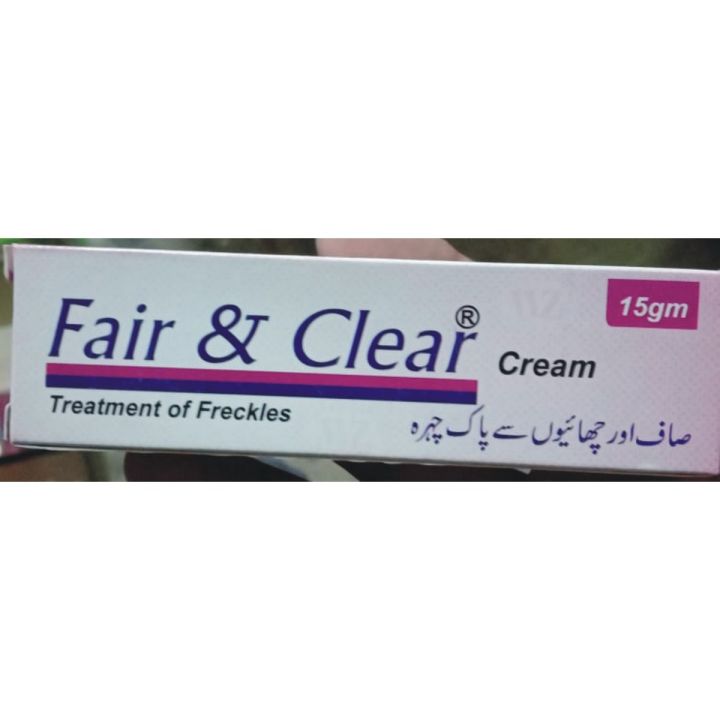 Fair & Clear® Cream
15gm
Treatment of Freckles
صاف اور چھائیوں سے پاک چہرہ